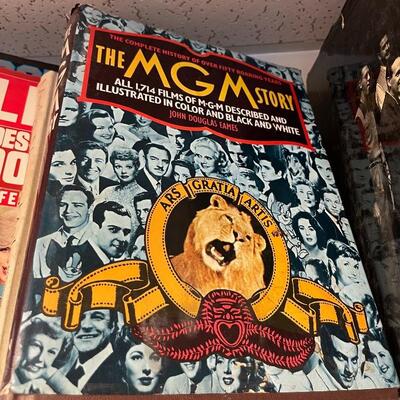 THE COMPLETE HISTORY OF OVER FIFTY ROARING YEARS
THE MGM STORY
ALL 1,714 FILMS OF M·G·M DESCRIBED AND
ILLUSTRATED IN COLOR AND BLACK AND WHITE
JOHN DOUGLAS EAMES
ARS GRATIA ARTIS